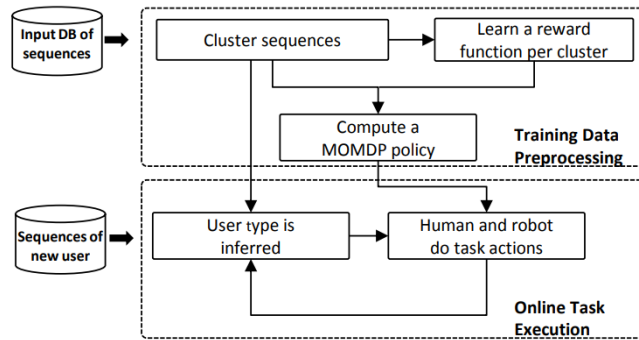 Input DB of
sequences
Cluster sequences
Learn a reward
function per cluster
Compute a
MOMDP policy
Training Data
Preprocessing
Sequences of
new user
User type is
inferred
Human and robot
do task actions
Online Task
Execution